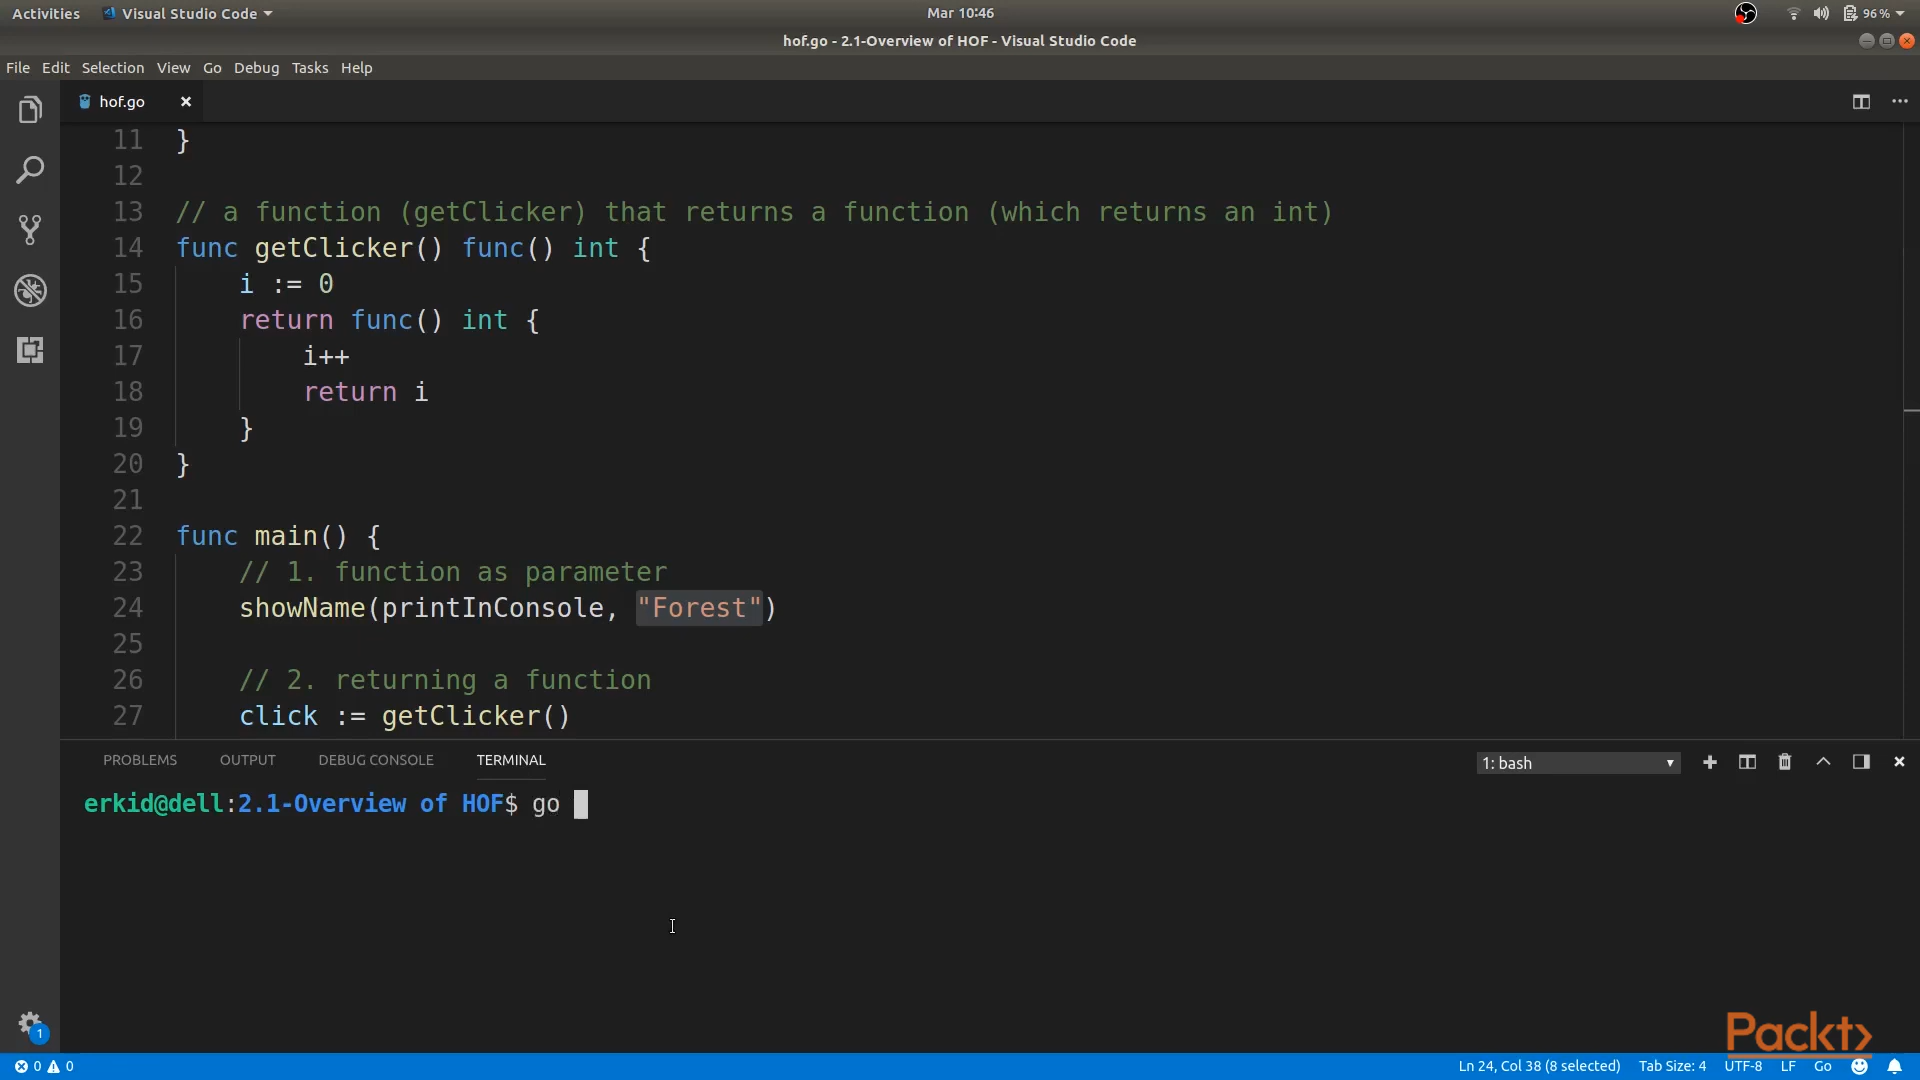 Activities Visual Studio Code Mar 10:46 96%
hof.go - 2.1-Overview of HOF - Visual Studio Code
File Edit Selection View Go Debug Tasks Help
hof.go
11 }
12
13 // a function (getClicker) that returns a function (which returns an int)
14 func getClicker() func() int {
15 i := 0
16 return func() int {
17 i++
18 return i
19 }
20 }
21
22 func main() {
23 // 1. function as parameter
24 showName(printInConsole, "Forest")
25
26 // 2. returning a function
27 click := getClicker()
PROBLEMS OUTPUT DEBUG CONSOLE TERMINAL 1: bash
erkid@dell:2.1-Overview of HOF$ go
1
Packt>
0 0 Ln 24, Col 38 (8 selected) Tab Size: 4 UTF-8 LF Go